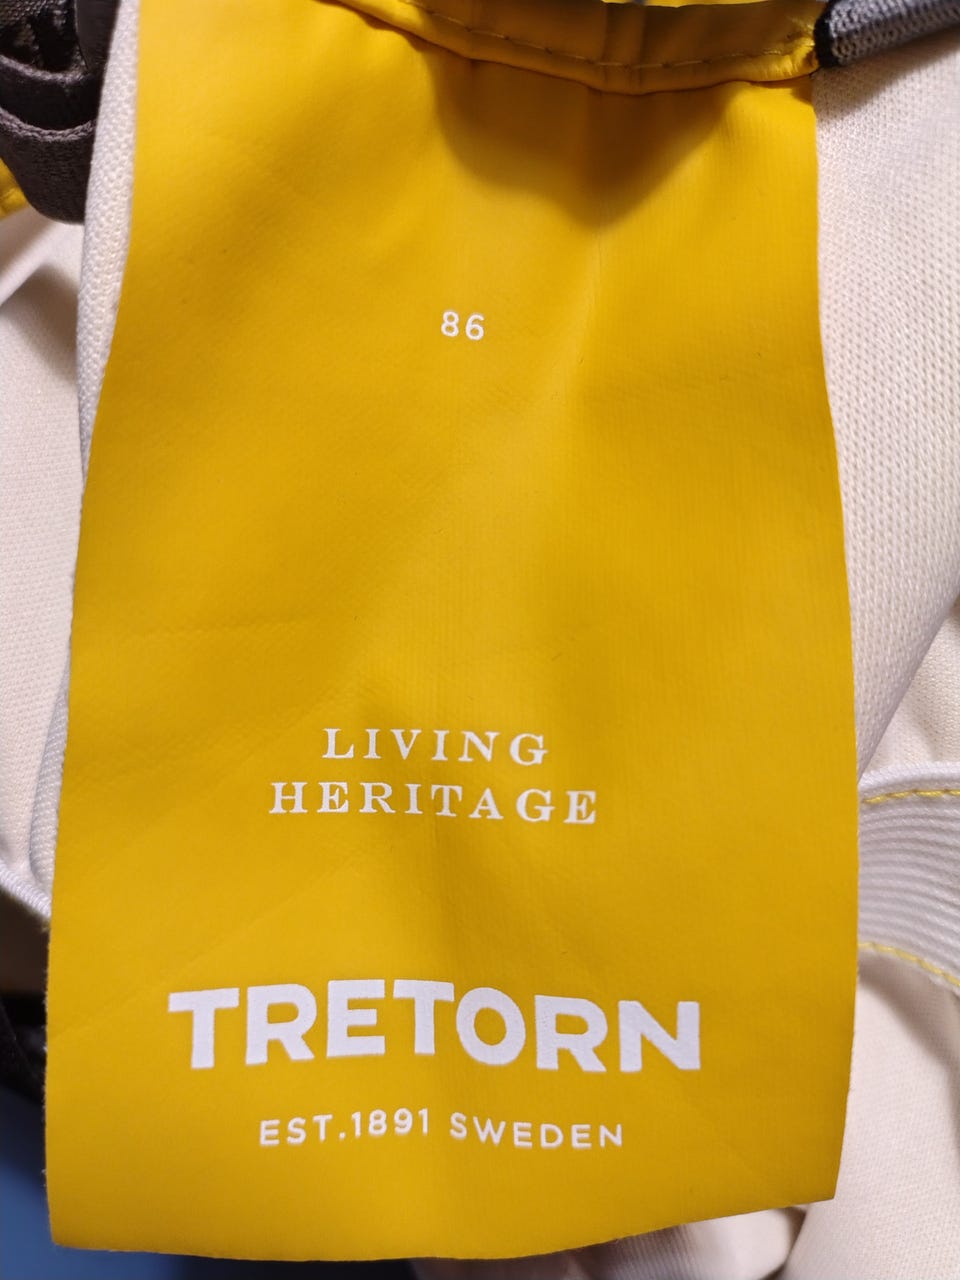 86
LIVING
HERITAGE
TRETORN
EST.1891 SWEDEN